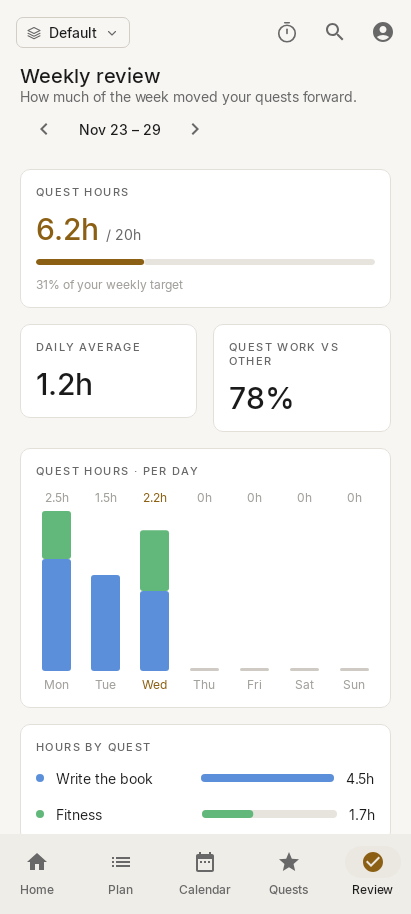 Default
Weekly review
How much of the week moved your quests forward.
Nov 23 – 29
QUEST HOURS
6.2h / 20h
31% of your weekly target
DAILY AVERAGE
1.2h
QUEST WORK VS
OTHER
78%
QUEST HOURS · PER DAY
2.5h 1.5h 2.2h 0h 0h 0h 0h
Mon Tue Wed Thu Fri Sat Sun
HOURS BY QUEST
Write the book 4.5h
Fitness 1.7h
Home Plan Calendar Quests Review